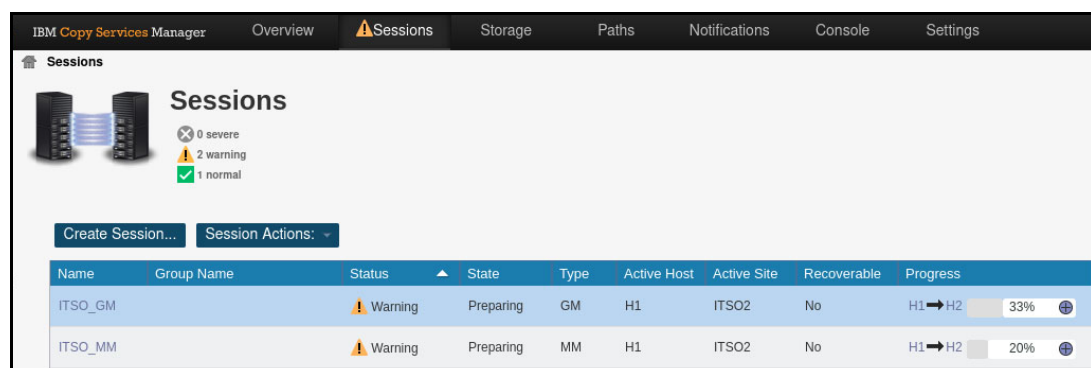 IBM Copy Services Manager Overview Sessions Storage Paths Notifications Console Settings
Sessions
Sessions
0 severe
2 warning
1 normal
Create Session... Session Actions:
Name Group Name Status State Type Active Host Active Site Recoverable Progress
ITSO_GM Warning Preparing GM H1 ITSO2 No H1 H2 33%
ITSO_MM Warning Preparing MM H1 ITSO2 No H1 H2 20%